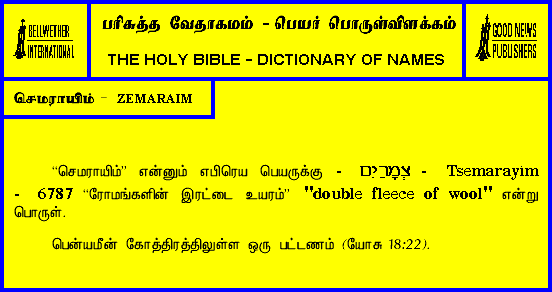 BELLWETHER
INTERNATIONAL
பரிசுத்த வேதாகமம் - பெயர் பொருள்விளக்கம்
THE HOLY BIBLE - DICTIONARY OF NAMES
GOOD NEWS
PUBLISHERS
செமராயிம் - ZEMARAIM
“செமராயிம்” என்னும் எபிரெய பெயருக்கு - צְמָרַיִם - Tsemarayim
- 6787 “ரோமங்களின் இரட்டை உயரம்” "double fleece of wool" என்று
பொருள்.
பென்யமீன் கோத்திரத்திலுள்ள ஒரு பட்டணம் (யோசு 18:22).